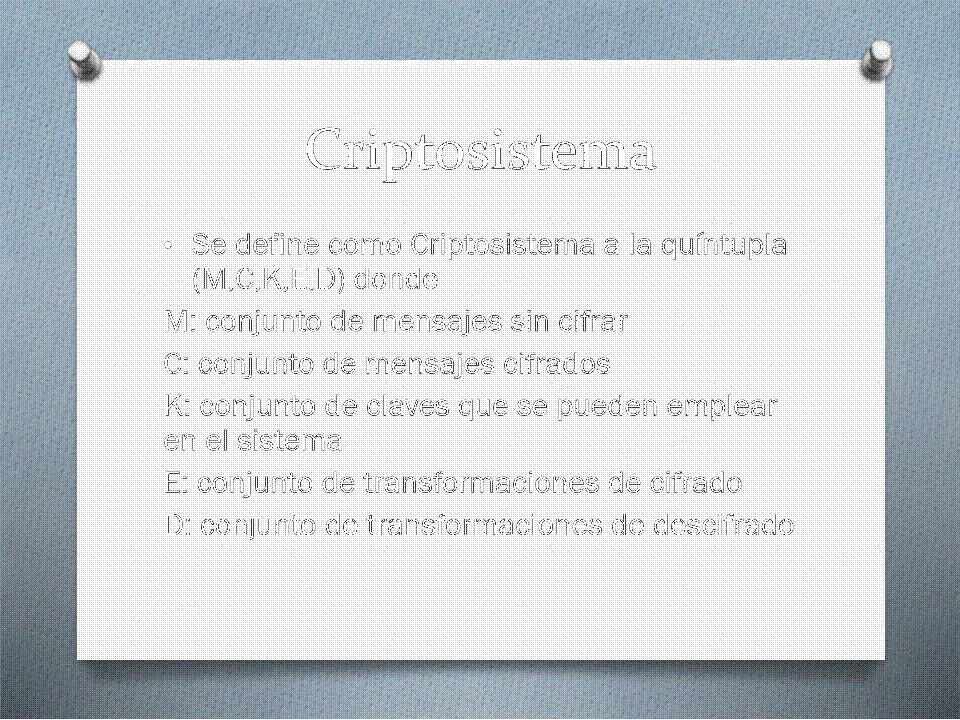 Criptosistema
• Se define como Criptosistema a la quíntupla
(M,C,K,E,D) donde
M: conjunto de mensajes sin cifrar
C: conjunto de mensajes cifrados
K: conjunto de claves que se pueden emplear
en el sistema
E: conjunto de transformaciones de cifrado
D: conjunto de transformaciones de descifrado